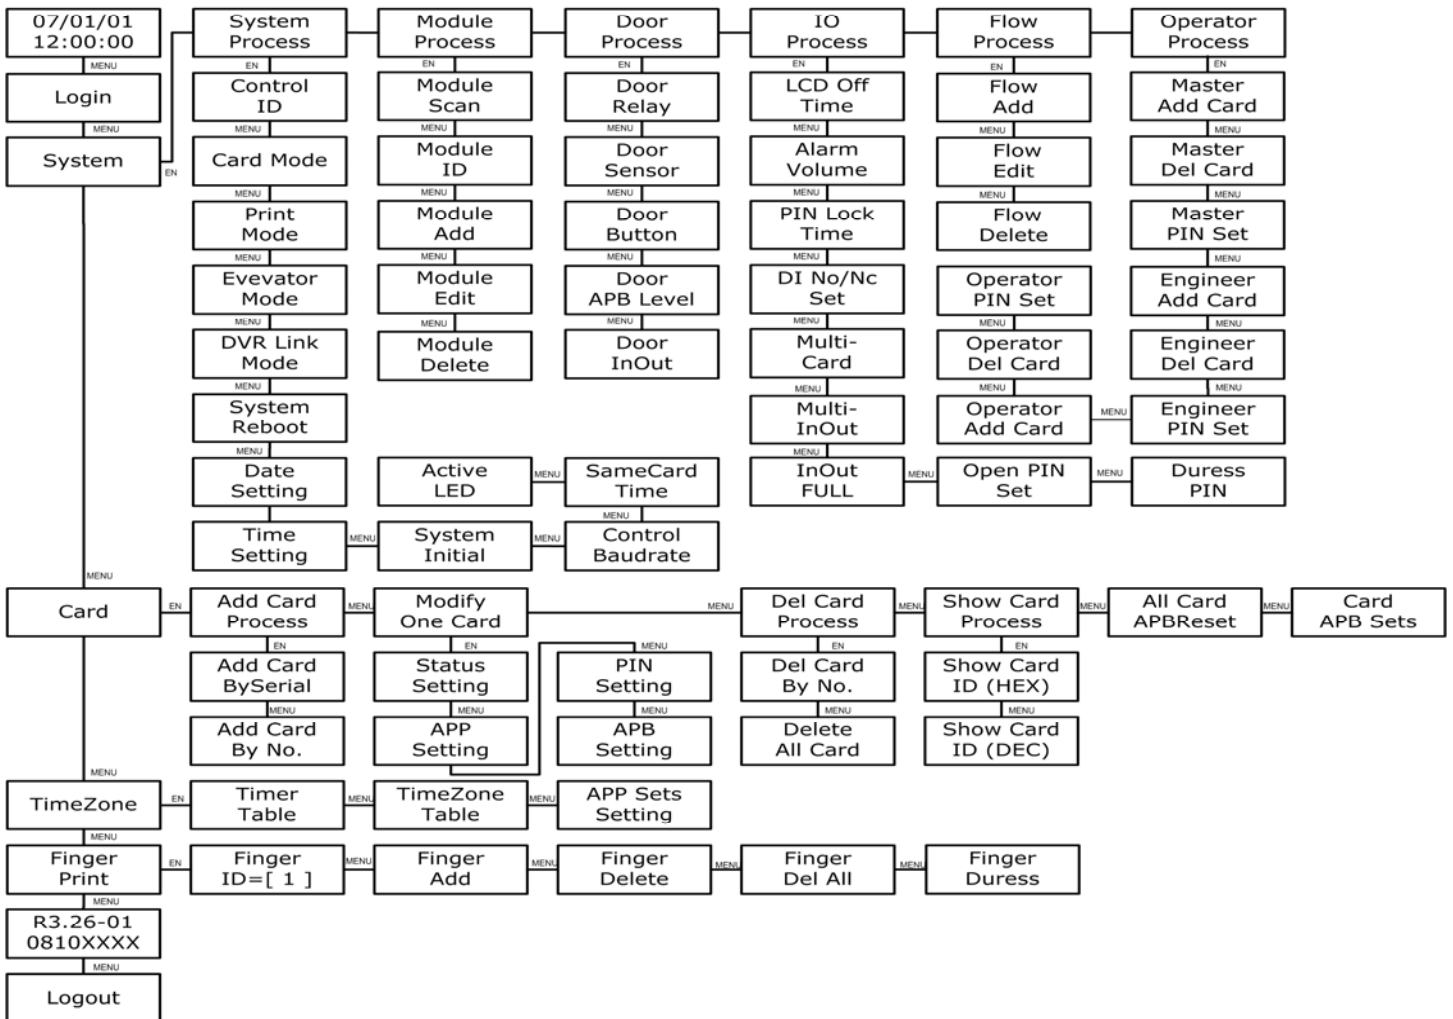 07/01/01
12:00:00
System
Process
Module
Process
Door
Process
IO
Process
Flow
Process
Operator
Process
MENU
EN
EN
EN
EN
EN
EN
Login
Control
ID
Module
Scan
Door
Relay
LCD Off
Time
Flow
Add
Master
Add Card
MENU
MENU
MENU
MENU
MENU
MENU
MENU
System
EN
Card Mode
Module
ID
Door
Sensor
Alarm
Volume
Flow
Edit
Master
Del Card
MENU
MENU
MENU
MENU
MENU
MENU
Print
Mode
Module
Add
Door
Button
PIN Lock
Time
Flow
Delete
Master
PIN Set
MENU
MENU
MENU
MENU
MENU
Evevator
Mode
Module
Edit
Door
APB Level
DI No/Nc
Set
Operator
PIN Set
Engineer
Add Card
MENU
MENU
MENU
MENU
MENU
MENU
DVR Link
Mode
Module
Delete
Door
InOut
Multi-
Card
Operator
Del Card
Engineer
Del Card
MENU
MENU
MENU
MENU
System
Reboot
Multi-
InOut
Operator
Add Card
MENU
Engineer
PIN Set
MENU
MENU
Date
Setting
Active
LED
MENU
SameCard
Time
InOut
FULL
MENU
Open PIN
Set
MENU
Duress
PIN
MENU
Time
Setting
MENU
System
Initial
MENU
Control
Baudrate
MENU
Card
EN
Add Card
Process
MENU
Modify
One Card
MENU
Del Card
Process
MENU
Show Card
Process
MENU
All Card
APBReset
MENU
Card
APB Sets
EN
EN
MENU
EN
EN
Add Card
BySerial
Status
Setting
PIN
Setting
Del Card
By No.
Show Card
ID (HEX)
MENU
MENU
MENU
MENU
MENU
Add Card
By No.
APP
Setting
APB
Setting
Delete
All Card
Show Card
ID (DEC)
MENU
TimeZone
EN
Timer
Table
MENU
TimeZone
Table
MENU
APP Sets
Setting
MENU
Finger
Print
EN
Finger
ID=[ 1 ]
MENU
Finger
Add
MENU
Finger
Delete
MENU
Finger
Del All
MENU
Finger
Duress
MENU
R3.26-01
0810XXXX
MENU
Logout